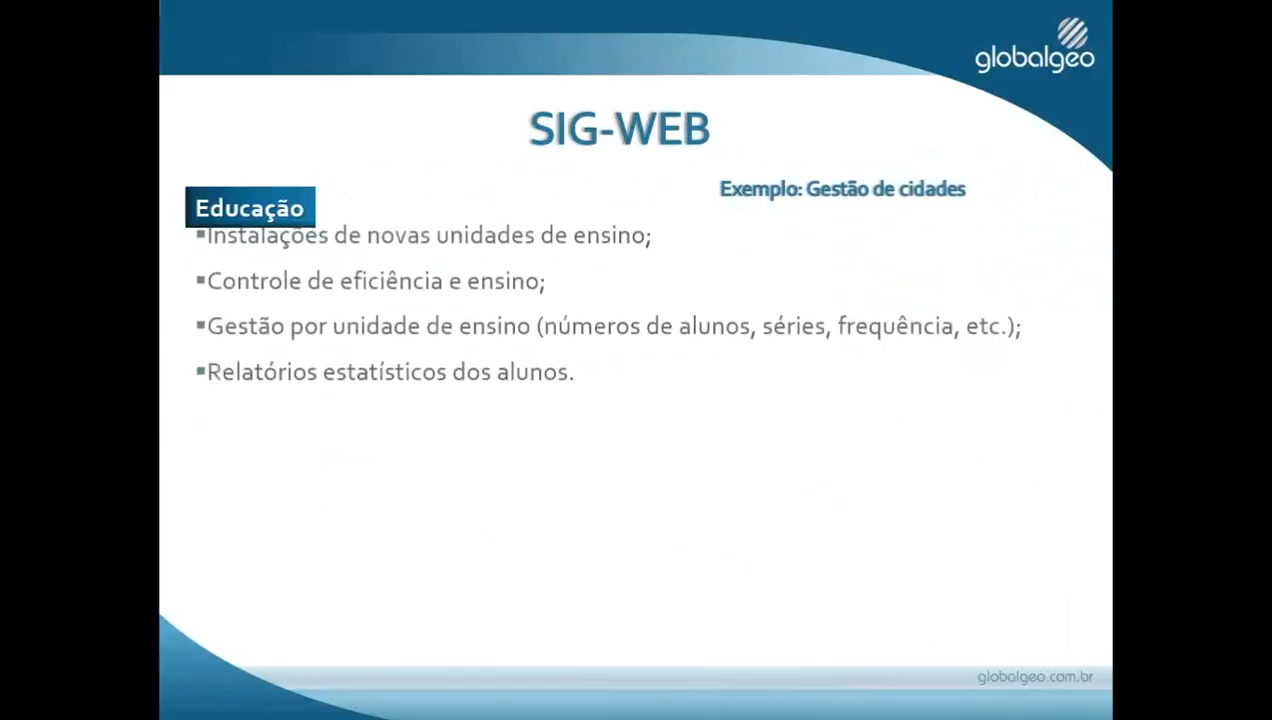 globalgeo
SIG-WEB
Exemplo: Gestão de cidades
Educação
▪Instalações de novas unidades de ensino;
▪Controle de eficiência e ensino;
▪Gestão por unidade de ensino (números de alunos, séries, frequência, etc.);
▪Relatórios estatísticos dos alunos.
globalgeo.com.br